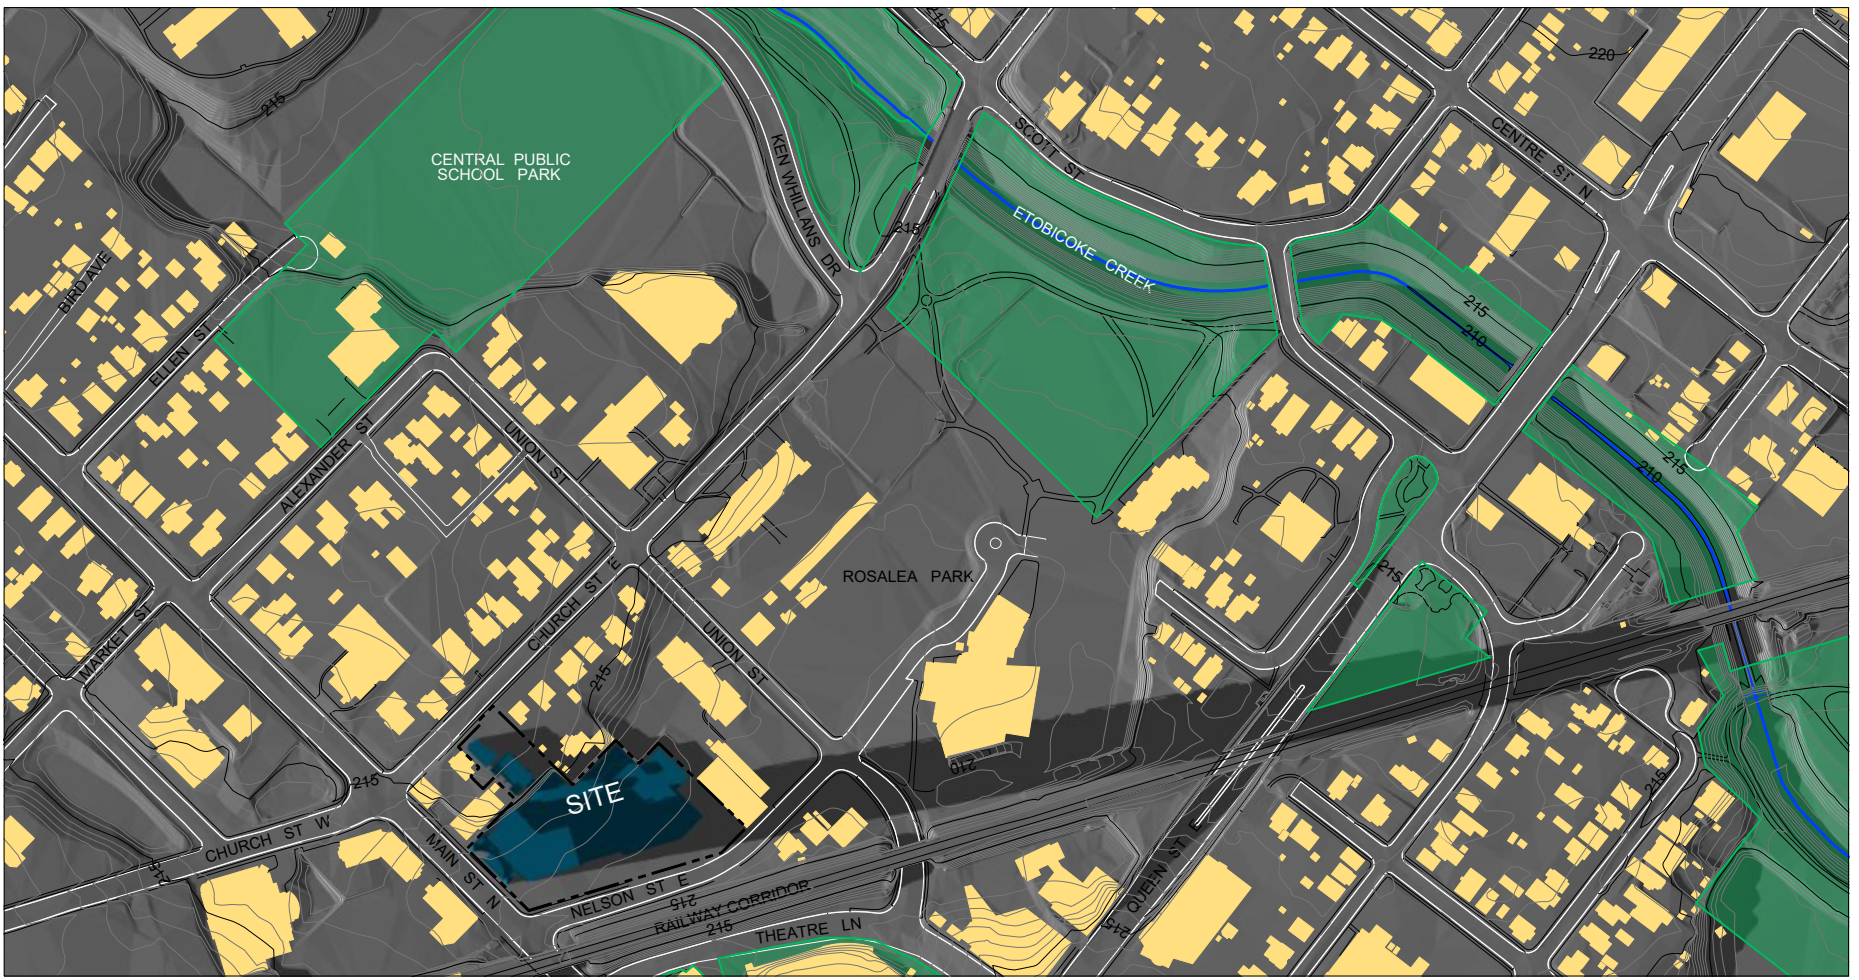 215
220
215
CENTRAL PUBLIC
SCHOOL PARK
KEN WHILLANS DR
SCOTT ST
CENTRE ST N
215
ETOBICOKE CREEK
BIRD AVE
215
210
ELLEN ST
UNION ST
ALEXANDER ST
215
210
ROSALEA PARK
215
CHURCH ST E
MARKET ST
UNION ST
215
210
215
215
SITE
CHURCH ST W
MAIN ST N
215
NELSON ST E
215
RAILWAY CORRIDOR
215
THEATRE LN
QUEEN ST E
215